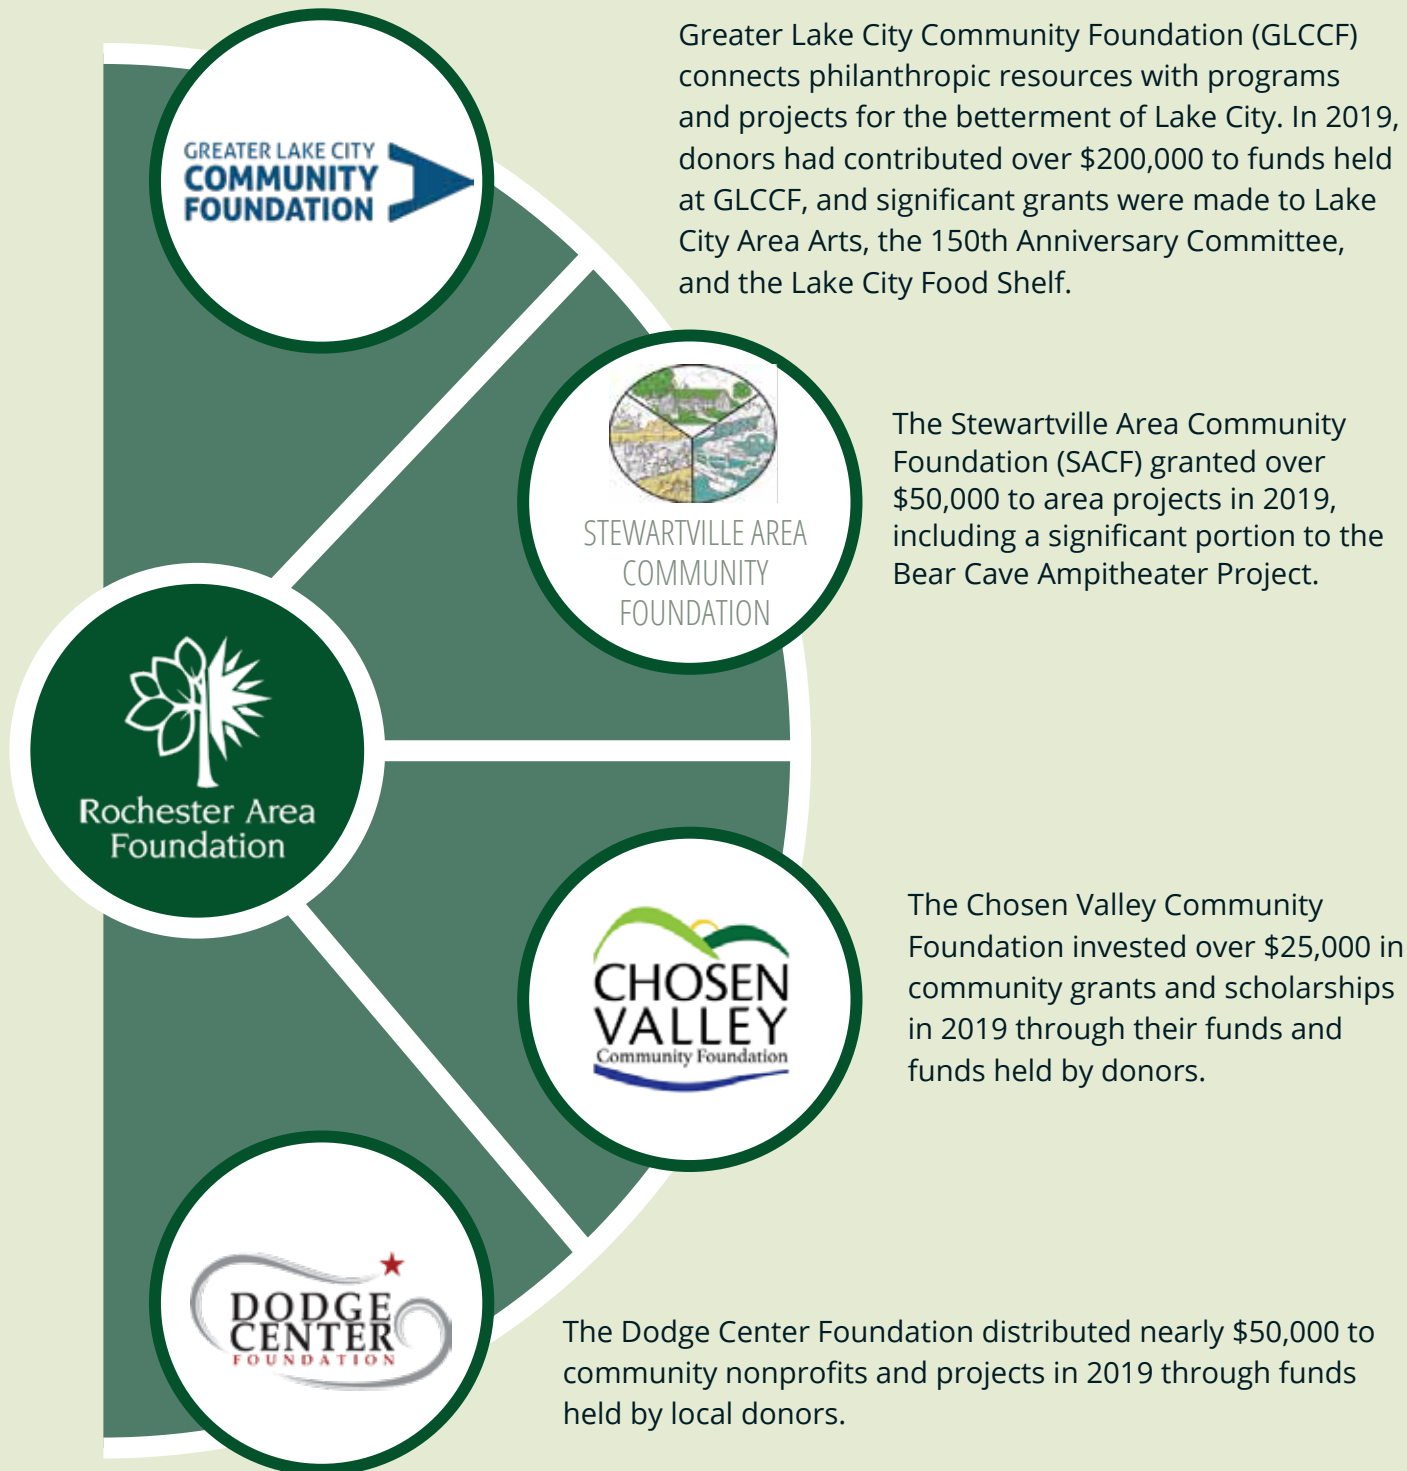 GREATER LAKE CITY
COMMUNITY
FOUNDATION
Greater Lake City Community Foundation (GLCCF)
connects philanthropic resources with programs
and projects for the betterment of Lake City. In 2019,
donors had contributed over $200,000 to funds held
at GLCCF, and significant grants were made to Lake
City Area Arts, the 150th Anniversary Committee,
and the Lake City Food Shelf.
STEWARTVILLE AREA
COMMUNITY
FOUNDATION
The Stewartville Area Community
Foundation (SACF) granted over
$50,000 to area projects in 2019,
including a significant portion to the
Bear Cave Ampitheater Project.
Rochester Area
Foundation
CHOSEN
VALLEY
Community Foundation
The Chosen Valley Community
Foundation invested over $25,000 in
community grants and scholarships
in 2019 through their funds and
funds held by donors.
DODGE
CENTER
FOUNDATION
The Dodge Center Foundation distributed nearly $50,000 to
community nonprofits and projects in 2019 through funds
held by local donors.